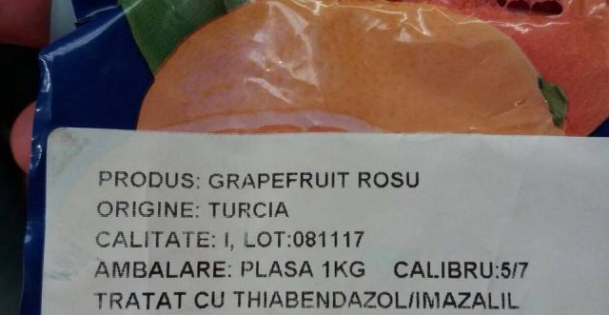 PRODUS: GRAPEFRUIT ROSU
ORIGINE: TURCIA
CALITATE: I, LOT:081117
AMBALARE: PLASA 1KG CALIBRU:5/7
TRATAT CU THIABENDAZOL/IMAZALIL